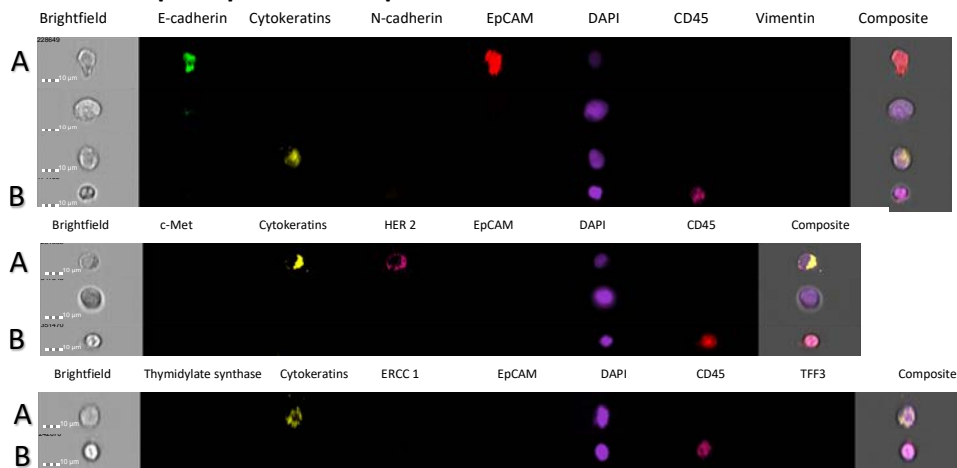 Brightfield E-cadherin Cytokeratins N-cadherin EpCAM DAPI CD45 Vimentin Composite
228649
A
10 µm
10 µm
10 µm
B
10 µm
Brightfield c-Met Cytokeratins HER 2 EpCAM DAPI CD45 Composite
A
10 µm
10 µm
351470
B
10 µm
Brightfield Thymidylate synthase Cytokeratins ERCC 1 EpCAM DAPI CD45 TFF3 Composite
A
10 µm
B
10 µm